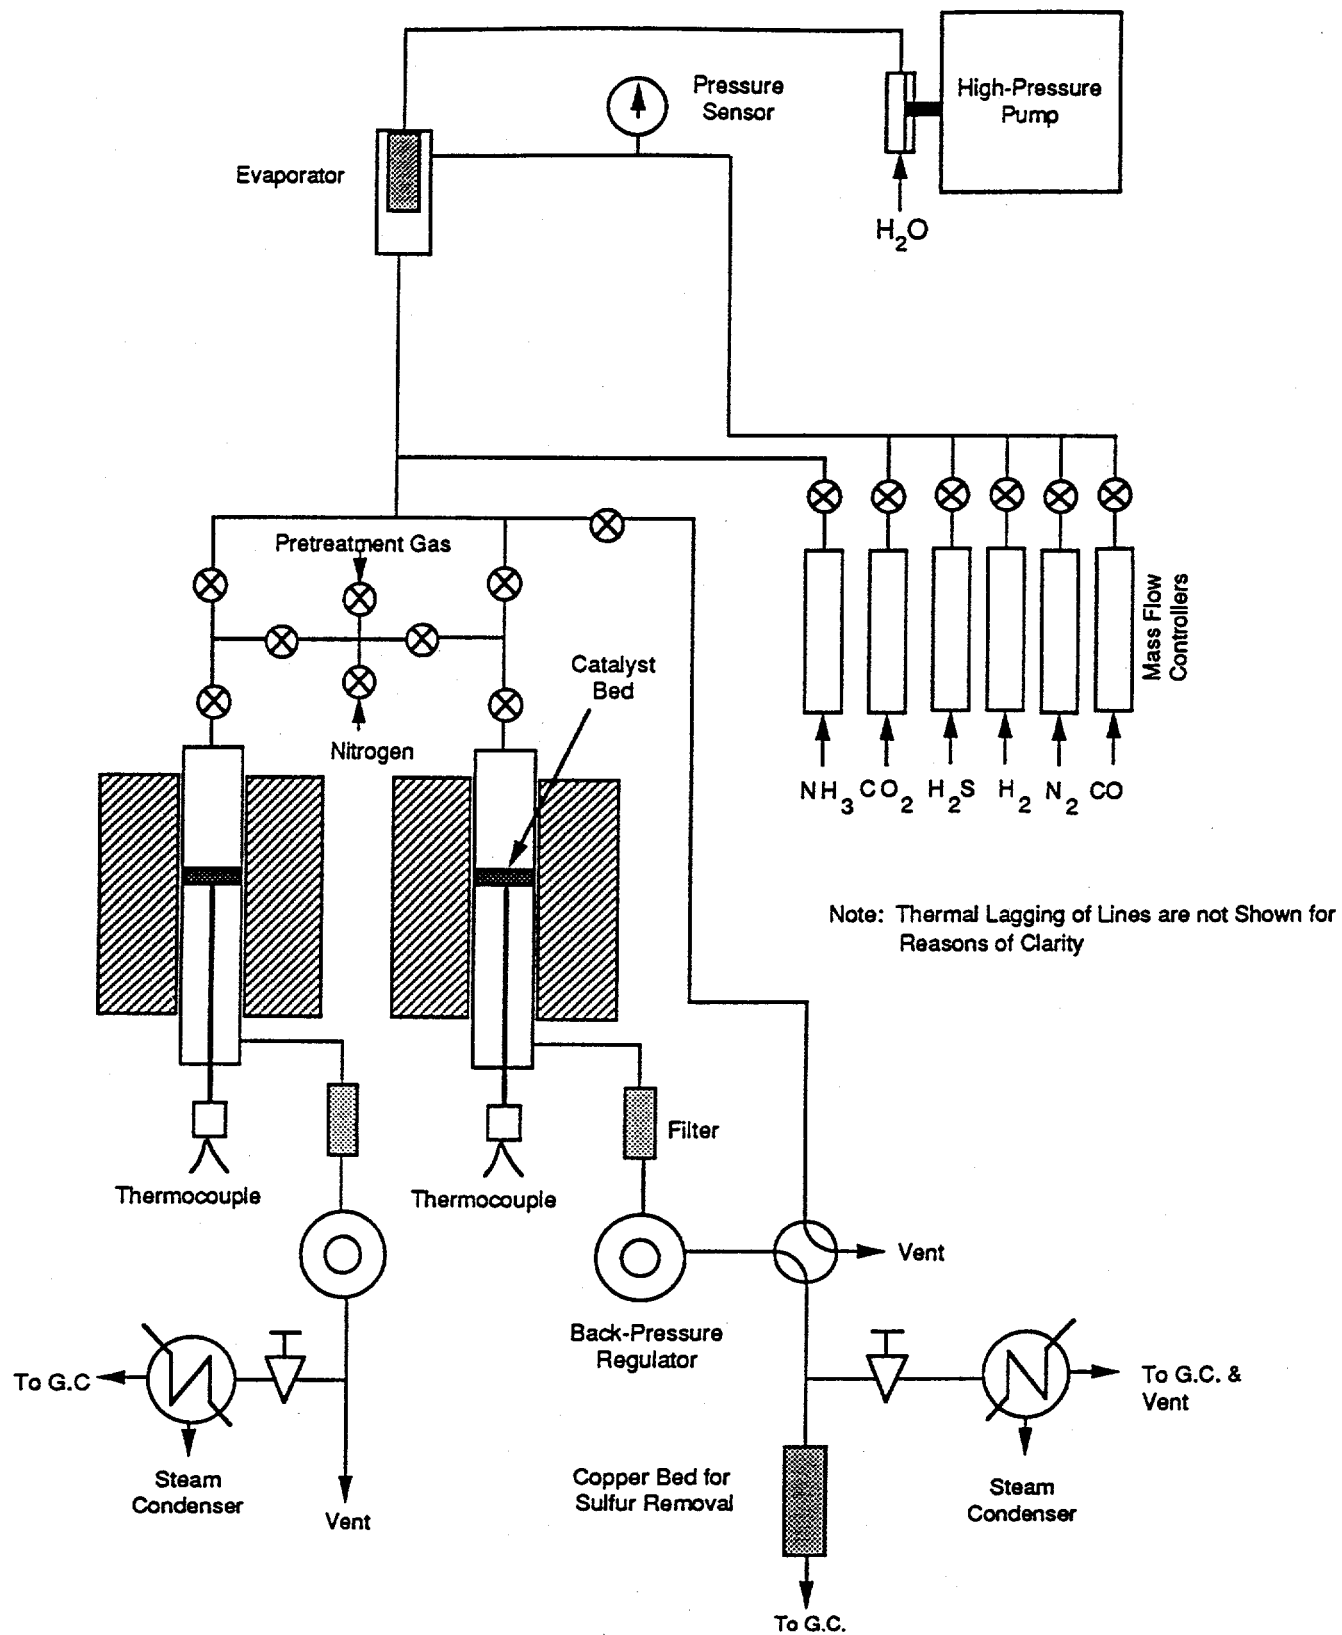 Pressure
Sensor
High-Pressure
Pump
Evaporator
H2O
Pretreatment Gas
Nitrogen
Catalyst
Bed
Mass Flow
Controllers
NH3 CO2 H2S H2 N2 CO
Note: Thermal Lagging of Lines are not Shown for
Reasons of Clarity
Filter
Thermocouple
Thermocouple
Vent
Back-Pressure
Regulator
To G.C
To G.C. &
Vent
Steam
Condenser
Vent
Copper Bed for
Sulfur Removal
Steam
Condenser
To G.C.